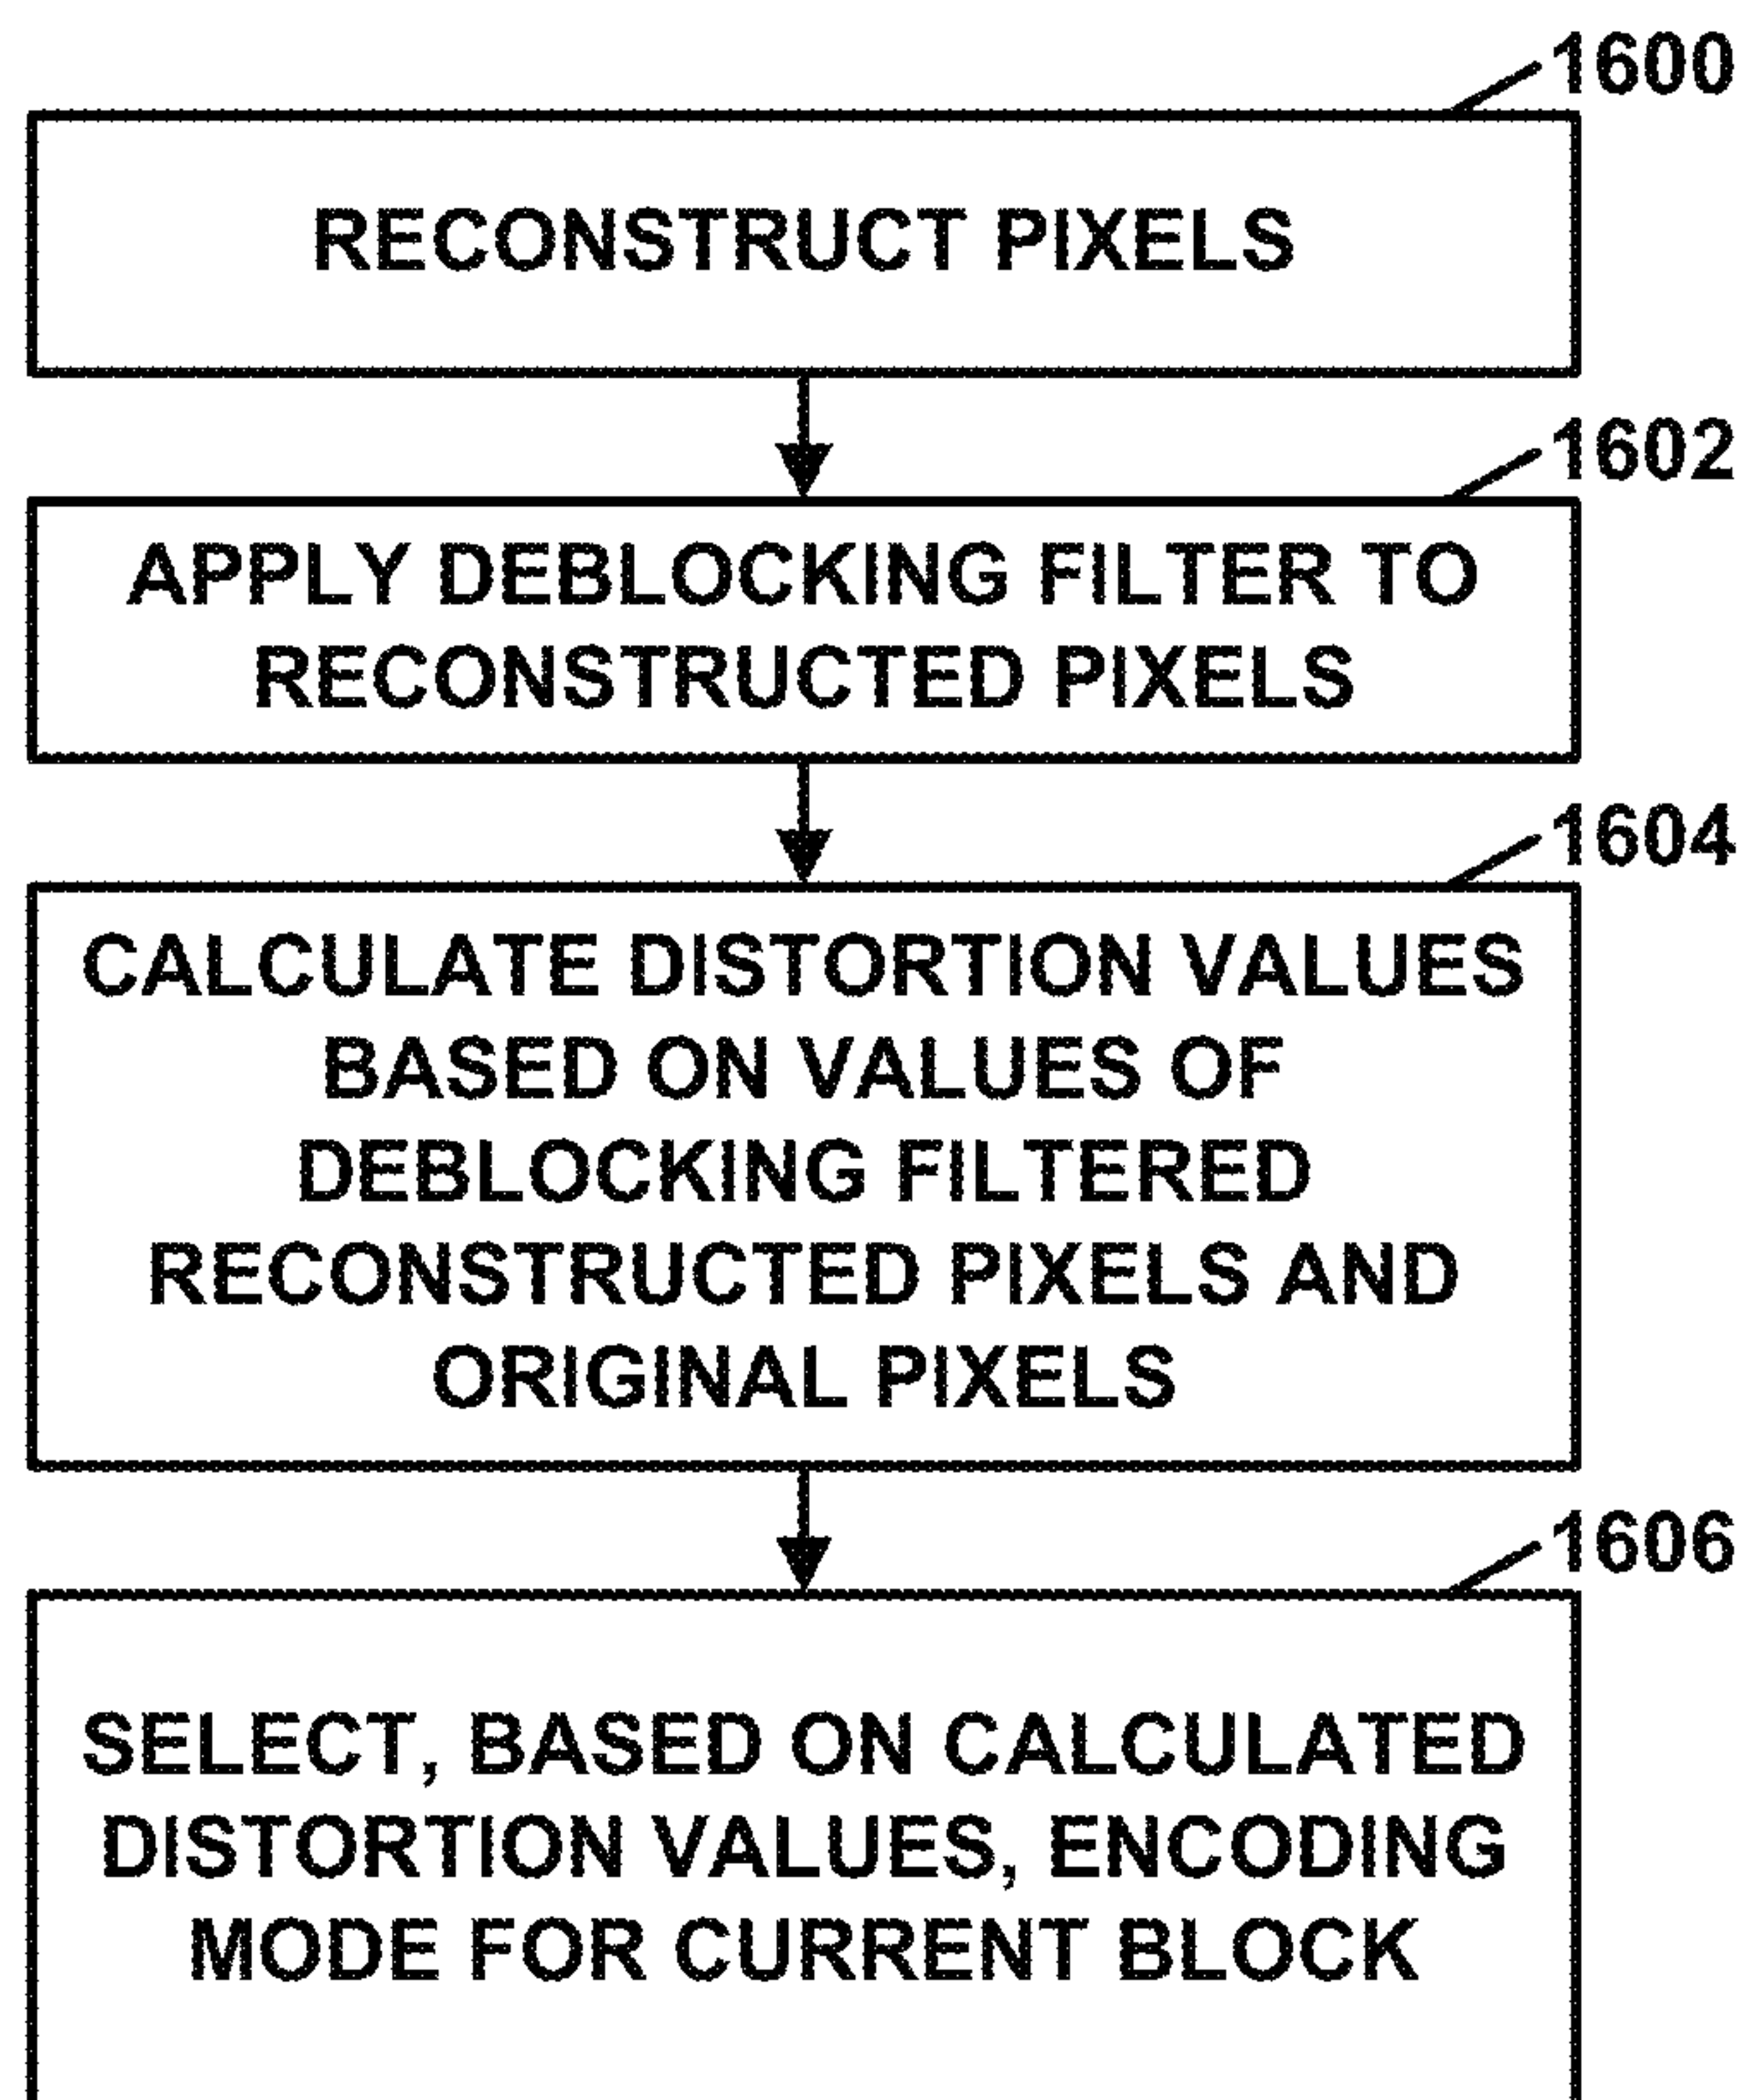 1600
RECONSTRUCT PIXELS
1602
APPLY DEBLOCKING FILTER TO
RECONSTRUCTED PIXELS
1604
CALCULATE DISTORTION VALUES
BASED ON VALUES OF
DEBLOCKING FILTERED
RECONSTRUCTED PIXELS AND
ORIGINAL PIXELS
1606
SELECT, BASED ON CALCULATED
DISTORTION VALUES, ENCODING
MODE FOR CURRENT BLOCK